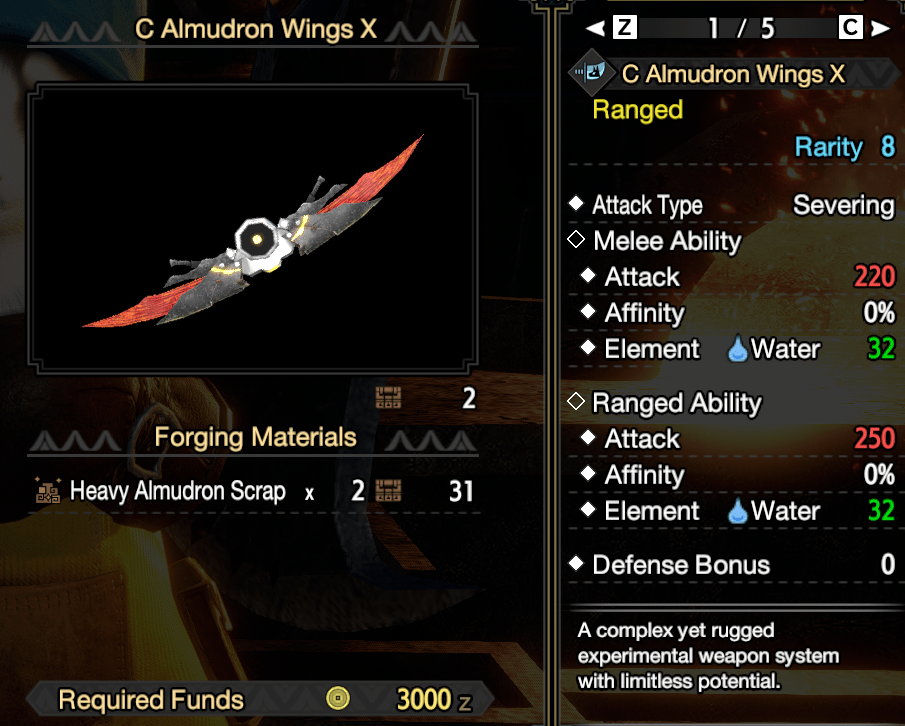 C Almudron Wings X
2
Forging Materials
Heavy Almudron Scrap x 2 31
Required Funds 3000 z
Z 1 / 5 C
C Almudron Wings X
Ranged
Rarity 8
Attack Type Severing
Melee Ability
Attack 220
Affinity 0%
Element Water 32
Ranged Ability
Attack 250
Affinity 0%
Element Water 32
Defense Bonus 0
A complex yet rugged
experimental weapon system
with limitless potential.